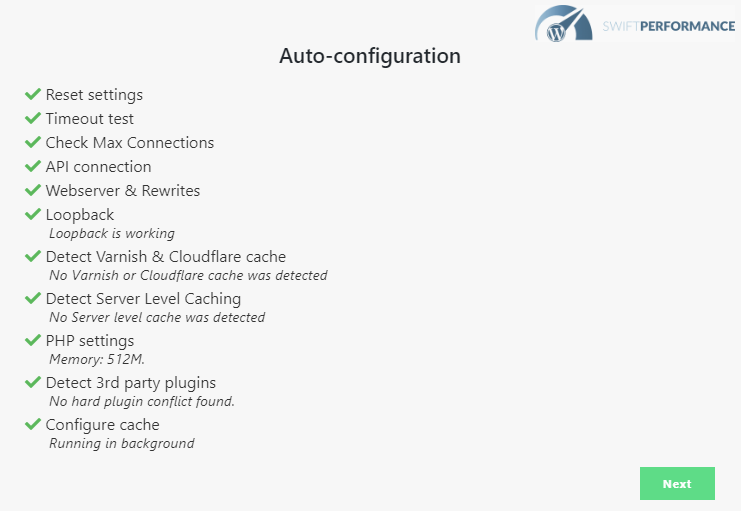 SWIFTPERFORMANCE
Auto-configuration
Reset settings
Timeout test
Check Max Connections
API connection
Webserver & Rewrites
Loopback
Loopback is working
Detect Varnish & Cloudflare cache
No Varnish or Cloudflare cache was detected
Detect Server Level Caching
No Server level cache was detected
PHP settings
Memory: 512M.
Detect 3rd party plugins
No hard plugin conflict found.
Configure cache
Running in background
Next